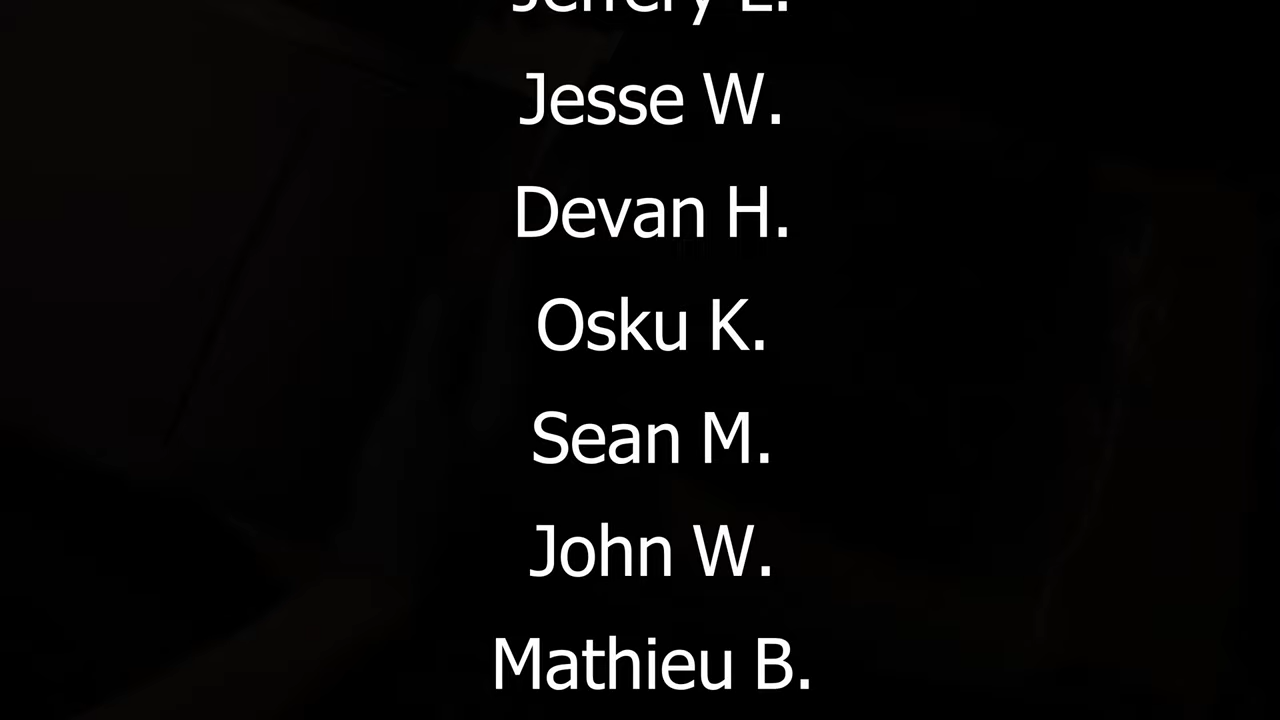 Jesse W.
Devan H.
Osku K.
Sean M.
John W.
Mathieu B.